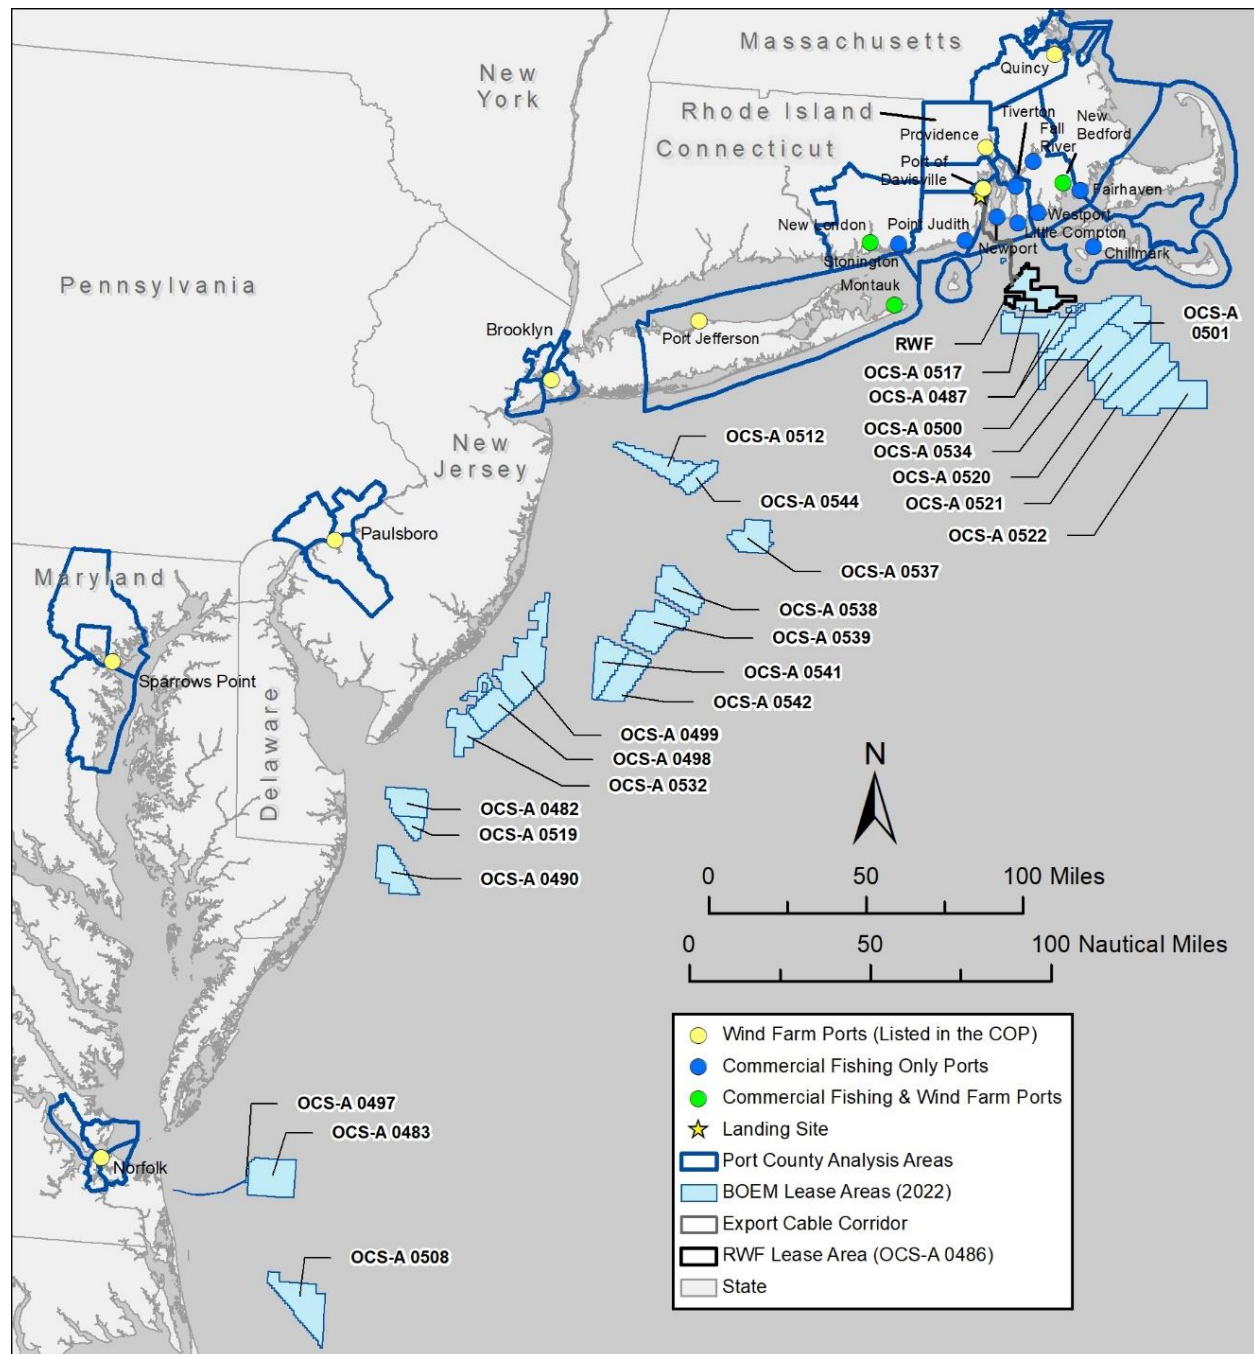 Massachusetts
New
York
Quincy
Rhode Island
Tiverton
Providence
Fall
River
New
Bedford
Connecticut
Port of
Davisville
Fairhaven
New London
Point Judith
Westport
Little Compton
Stonington
Newport
Chillmark
Montauk
Pennsylvania
Brooklyn
Port Jefferson
RWF
OCS-A
0501
OCS-A 0517
OCS-A 0487
OCS-A 0500
OCS-A 0534
OCS-A 0520
OCS-A 0521
OCS-A 0522
New
Jersey
OCS-A 0512
OCS-A 0544
Paulsboro
OCS-A 0537
Maryland
OCS-A 0538
OCS-A 0539
Sparrows Point
OCS-A 0541
OCS-A 0542
Delaware
OCS-A 0499
OCS-A 0498
OCS-A 0532
OCS-A 0482
OCS-A 0519
OCS-A 0490
N
0 50 100 Miles
0 50 100 Nautical Miles
OCS-A 0497
OCS-A 0483
Norfolk
OCS-A 0508
Wind Farm Ports (Listed in the COP)
Commercial Fishing Only Ports
Commercial Fishing & Wind Farm Ports
Landing Site
Port County Analysis Areas
BOEM Lease Areas (2022)
Export Cable Corridor
RWF Lease Area (OCS-A 0486)
State